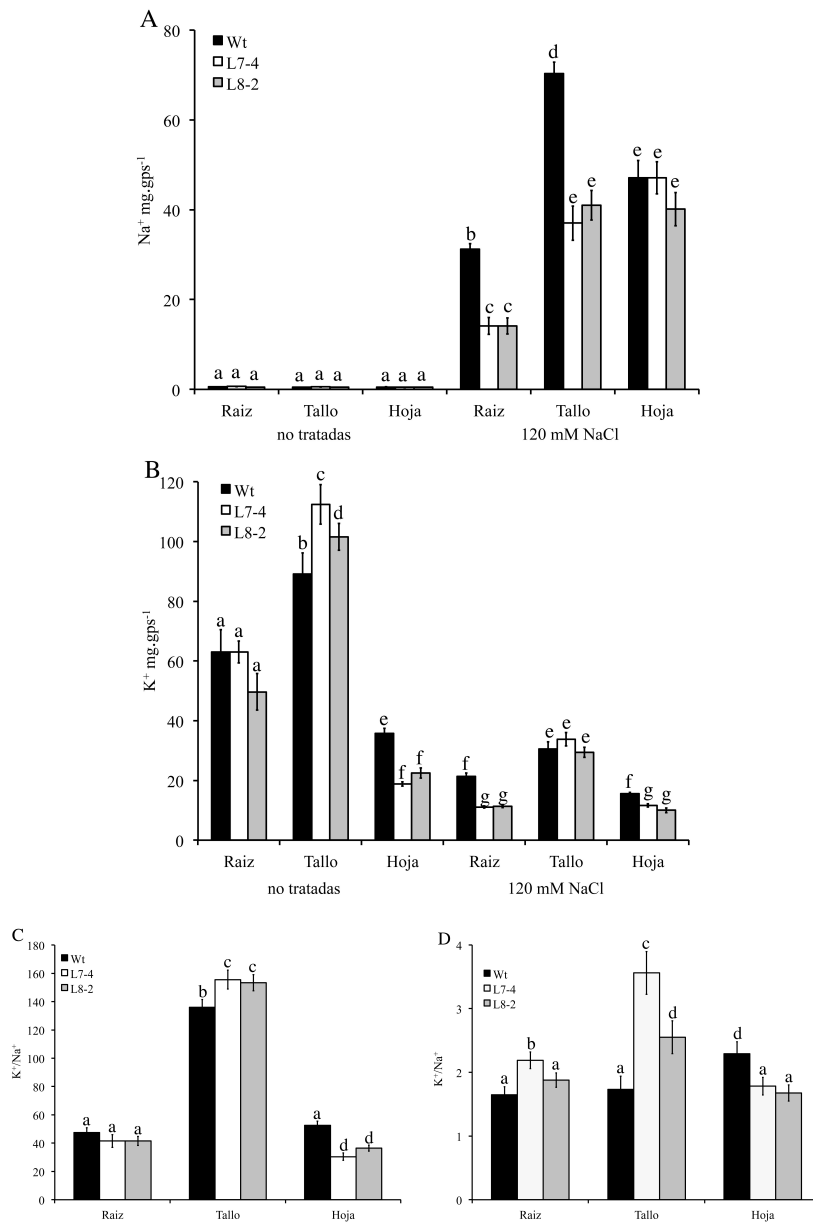 A
80
60
40
20
0
Na⁺ mg.gps⁻¹
Wt
L7-4
L8-2
a a a a a a a a a b c c d e e e e e
Raiz Tallo Hoja Raiz Tallo Hoja
no tratadas 120 mM NaCl
B
120
100
80
60
40
20
0
K⁺ mg.gps⁻¹
Wt
L7-4
L8-2
a a a b c d e f f f g g e e e f g g
Raiz Tallo Hoja Raiz Tallo Hoja
no tratadas 120 mM NaCl
C
180
160
140
120
100
80
60
40
20
0
K⁺/Na⁺
Wt
L7-4
L8-2
a a a b c c a d d
Raiz Tallo Hoja
D
4
3
2
1
0
K⁺/Na⁺
Wt
L7-4
L8-2
a b a a c d d a a
Raiz Tallo Hoja